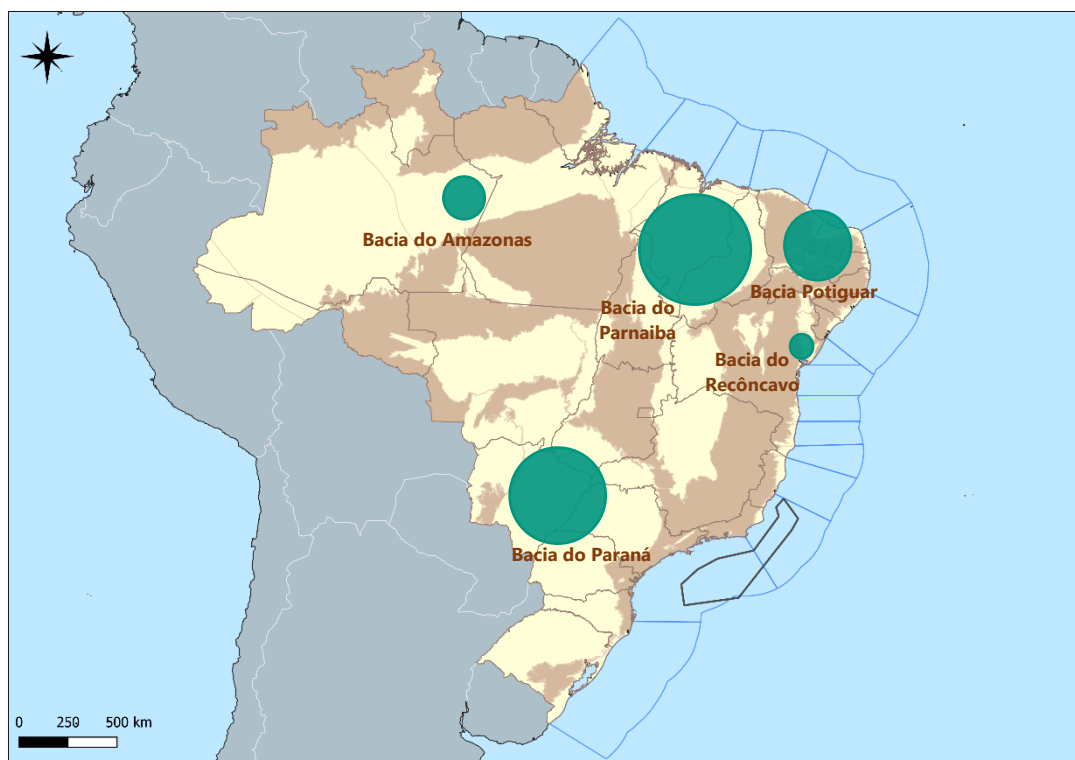 Bacia do Amazonas
Bacia Potiguar
Bacia do
Parnaiba
Bacia do
Recôncavo
Bacia do Paraná
0 250 500 km